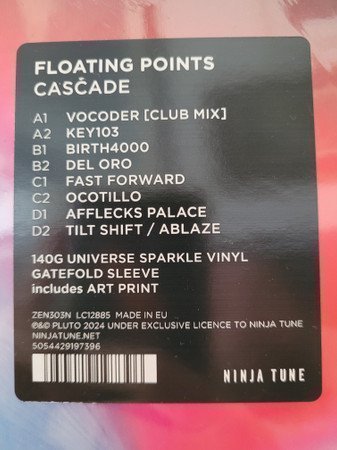 FLOATING POINTS
CASCADE
A1 VOCODER [CLUB MIX]
A2 KEY103
B1 BIRTH4000
B2 DEL ORO
C1 FAST FORWARD
C2 OCOTILLO
D1 AFFLECKS PALACE
D2 TILT SHIFT / ABLAZE
140G UNIVERSE SPARKLE VINYL
GATEFOLD SLEEVE
includes ART PRINT
ZEN303N LC12885 MADE IN EU
℗&© PLUTO 2024 UNDER EXCLUSIVE LICENCE TO NINJA TUNE
NINJATUNE.NET
5054429197396
NINJA TUNE